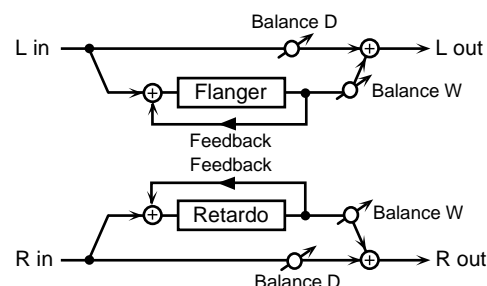 Balance D
L in
L out
Flanger
Balance W
Feedback
Feedback
Retardo
Balance W
R in
R out
Balance D